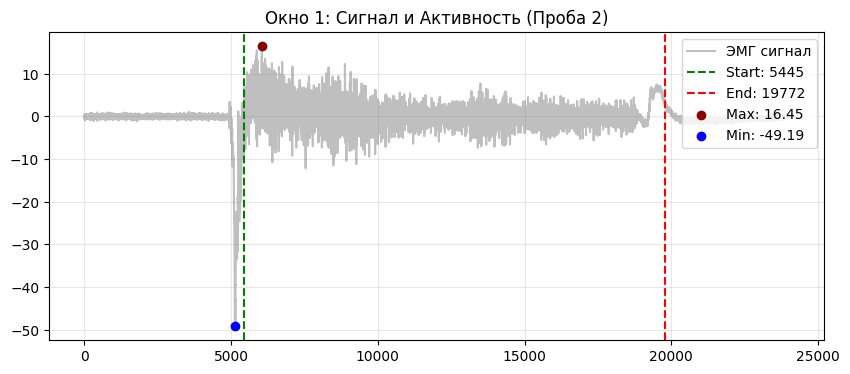 Окно 1: Сигнал и Активность (Проба 2)
ЭМГ сигнал
Start: 5445
End: 19772
Max: 16.45
Min: -49.19
10
0
−10
−20
−30
−40
−50
0 5000 10000 15000 20000 25000